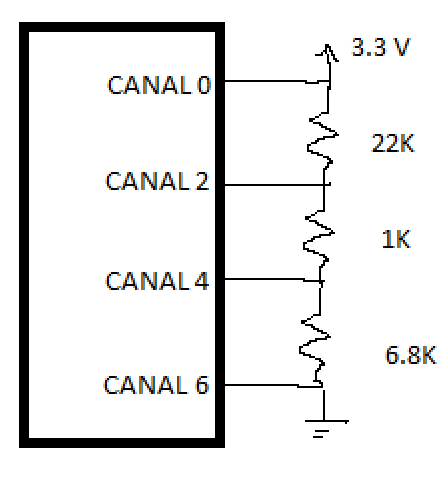 3.3 V
CANAL 0
22K
CANAL 2
1K
CANAL 4
6.8K
CANAL 6